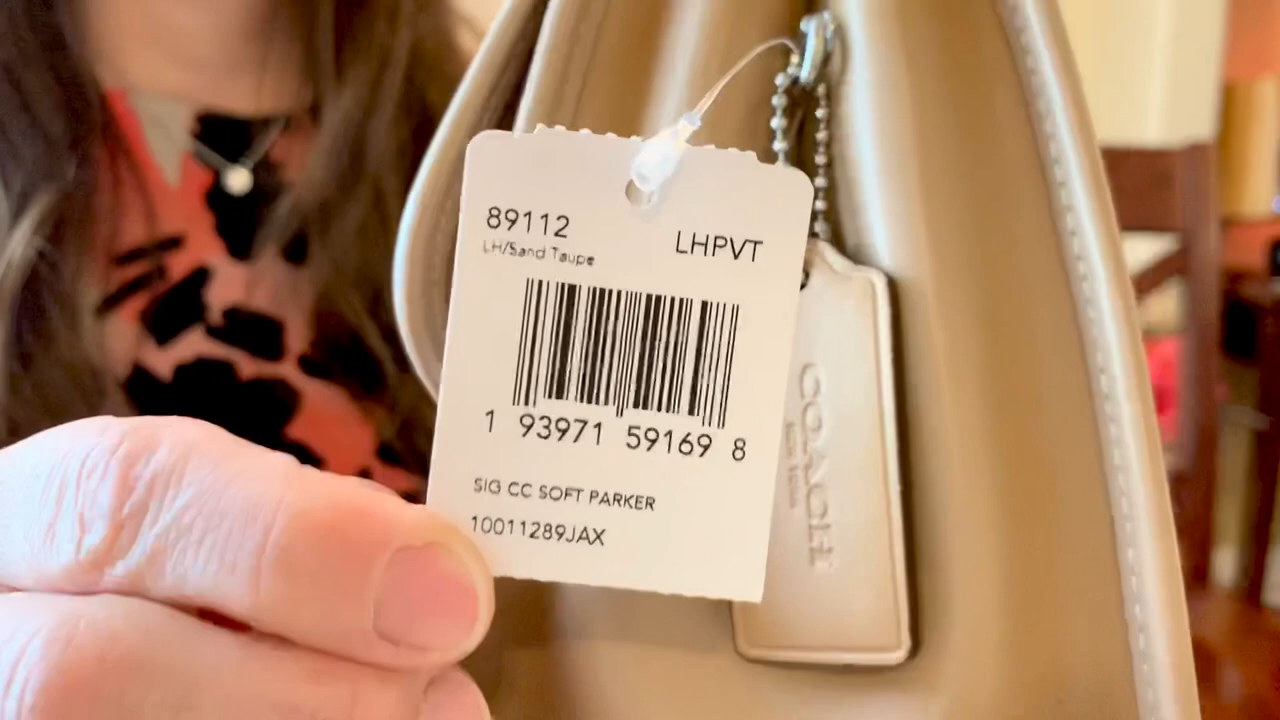 89112
LHPVT
LH/Sand Taupe
1 93971 59169 8
SIG CC SOFT PARKER
10011289JAX
COACH